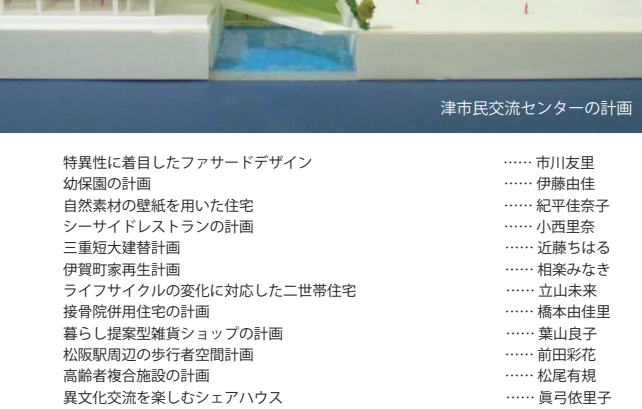 津市民交流センターの計画
特異性に着目したファサードデザイン …… 市川友里
幼保園の計画 …… 伊藤由佳
自然素材の壁紙を用いた住宅 …… 紀平佳奈子
シーサイドレストランの計画 …… 小西里奈
三重短大建替計画 …… 近藤ちはる
伊賀町家再生計画 …… 相楽みなき
ライフサイクルの変化に対応した二世帯住宅 …… 立山未来
接骨院併用住宅の計画 …… 橋本由佳里
暮らし提案型雑貨ショップの計画 …… 葉山良子
松阪駅周辺の歩行者空間計画 …… 前田彩花
高齢者複合施設の計画 …… 松尾有規
異文化交流を楽しむシェアハウス …… 眞弓依里子